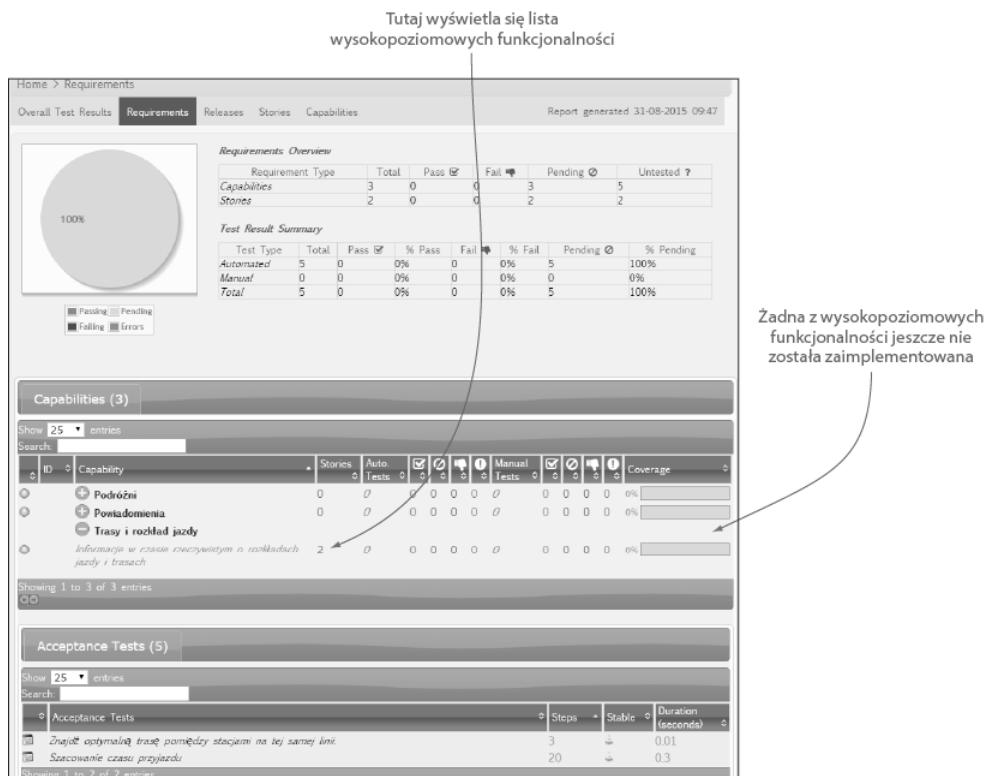 Tutaj wyświetla się lista
wysokopoziomowych funkcjonalności
Home > Requirements
Overall Test Results Requirements Releases Stories Capabilities Report generated 31-08-2015 09:47
100%
Passing Pending
Failing Errors
Requirements Overview
Requirement Type Total Pass Fail Pending Untested ?
Capabilities 3 0 0 3 5
Stories 2 0 0 2 2
Test Result Summary
Test Type Total Pass % Pass Fail % Fail Pending % Pending
Automated 5 0 0% 0 0% 5 100%
Manual 0 0 0% 0 0% 0 0%
Total 5 0 0% 0 0% 5 100%
Żadna z wysokopoziomowych
funkcjonalności jeszcze nie
została zaimplementowana
Capabilities (3)
Show 25 entries
Search:
ID Capability Stories Auto. Tests Manual Tests Coverage
Podróżni 0 0 0 0 0 0 0 0 0 0 0 0%
Powiadomienia 0 0 0 0 0 0 0 0 0 0 0 0%
Trasy i rozkład jazdy
Informacje w czasie rzeczywistym o rozkładach 2 0 0 0 0 0 0 0 0 0 0 0%
jazdy i trasach
Showing 1 to 3 of 3 entries
Acceptance Tests (5)
Show 25 entries
Search:
Acceptance Tests Steps Stable Duration (seconds)
Znajdź optymalną trasę pomiędzy stacjami na tej samej linii. 3 0.01
Szacowanie czasu przyjazdu 20 0.3
Showing 1 to 2 of 2 entries